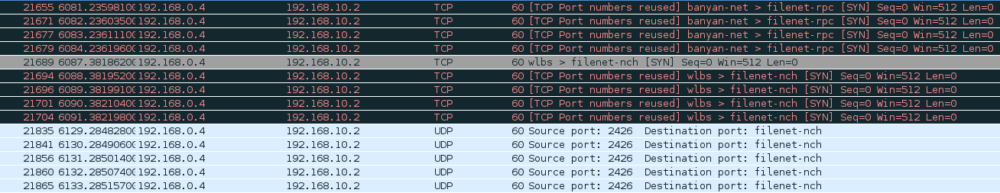 21655 6081.23598100 192.168.0.4 192.168.10.2 TCP 60 [TCP Port numbers reused] banyan-net > filenet-rpc [SYN] Seq=0 Win=512 Len=0
21671 6082.23603500 192.168.0.4 192.168.10.2 TCP 60 [TCP Port numbers reused] banyan-net > filenet-rpc [SYN] Seq=0 Win=512 Len=0
21677 6083.23611100 192.168.0.4 192.168.10.2 TCP 60 [TCP Port numbers reused] banyan-net > filenet-rpc [SYN] Seq=0 Win=512 Len=0
21679 6084.23619600 192.168.0.4 192.168.10.2 TCP 60 [TCP Port numbers reused] banyan-net > filenet-rpc [SYN] Seq=0 Win=512 Len=0
21689 6087.38186200 192.168.0.4 192.168.10.2 TCP 60 wlbs > filenet-nch [SYN] Seq=0 Win=512 Len=0
21694 6088.38195200 192.168.0.4 192.168.10.2 TCP 60 [TCP Port numbers reused] wlbs > filenet-nch [SYN] Seq=0 Win=512 Len=0
21696 6089.38199100 192.168.0.4 192.168.10.2 TCP 60 [TCP Port numbers reused] wlbs > filenet-nch [SYN] Seq=0 Win=512 Len=0
21701 6090.38210400 192.168.0.4 192.168.10.2 TCP 60 [TCP Port numbers reused] wlbs > filenet-nch [SYN] Seq=0 Win=512 Len=0
21704 6091.38219800 192.168.0.4 192.168.10.2 TCP 60 [TCP Port numbers reused] wlbs > filenet-nch [SYN] Seq=0 Win=512 Len=0
21835 6129.28482800 192.168.0.4 192.168.10.2 UDP 60 Source port: 2426 Destination port: filenet-nch
21841 6130.28490600 192.168.0.4 192.168.10.2 UDP 60 Source port: 2426 Destination port: filenet-nch
21856 6131.28501400 192.168.0.4 192.168.10.2 UDP 60 Source port: 2426 Destination port: filenet-nch
21860 6132.28507400 192.168.0.4 192.168.10.2 UDP 60 Source port: 2426 Destination port: filenet-nch
21865 6133.28515700 192.168.0.4 192.168.10.2 UDP 60 Source port: 2426 Destination port: filenet-nch